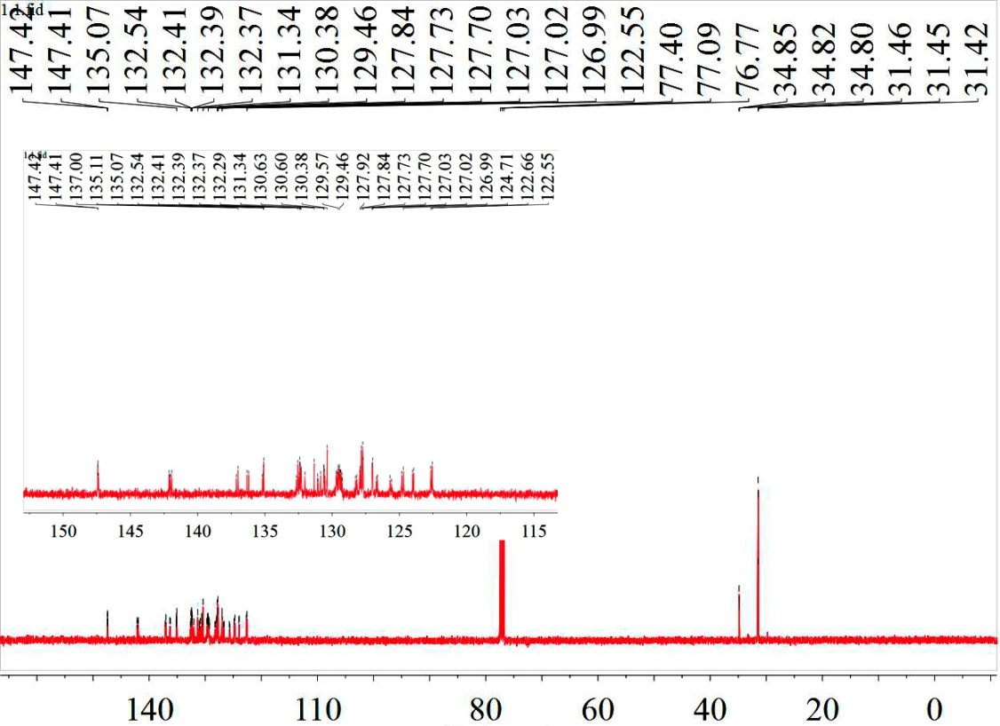 1.1.fid
147.42 147.41 135.07 132.54 132.41 132.39 132.37 131.34 130.38 129.46 127.84 127.73 127.70 127.03 127.02 126.99 122.55 77.40 77.09 76.77 34.85 34.82 34.80 31.46 31.45 31.42
1.1.fid
147.42 147.41 137.00 135.11 135.07 132.54 132.41 132.39 132.37 132.29 131.34 130.63 130.60 130.38 129.57 129.46 127.92 127.84 127.73 127.70 127.03 127.02 126.99 124.71 122.66 122.55
150 145 140 135 130 125 120 115
140 110 80 60 40 20 0